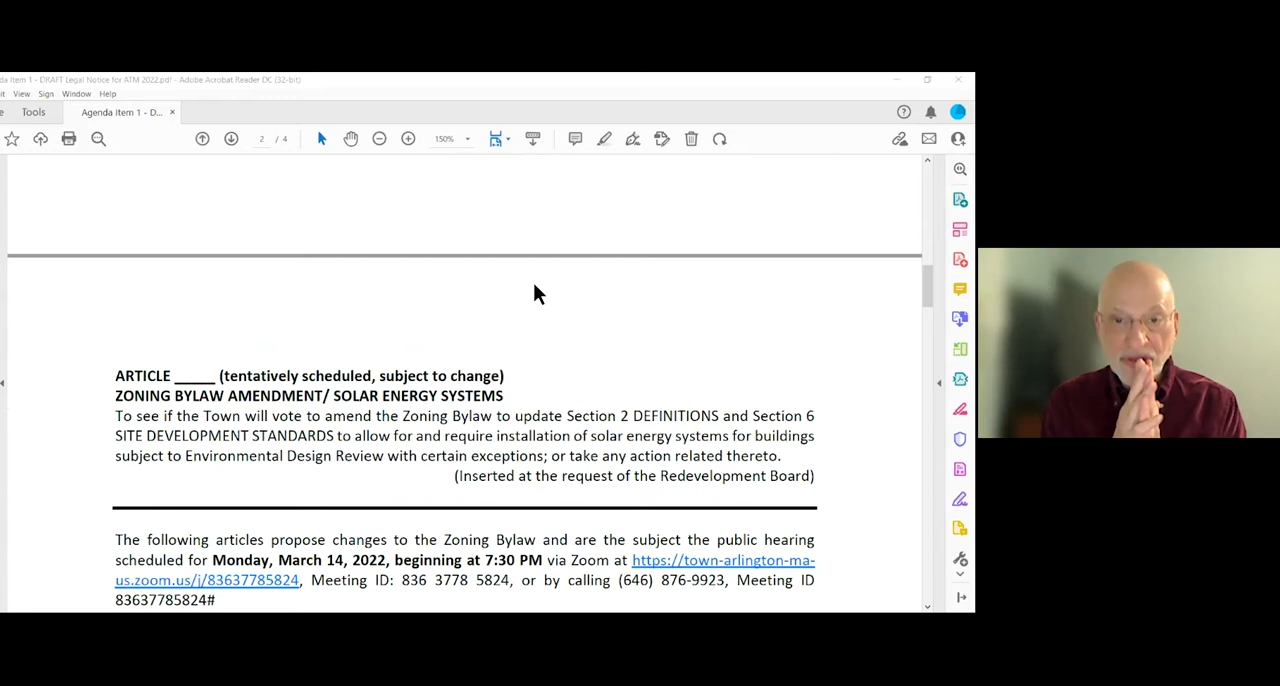 da Item 1 - DRAFT Legal Notice for ATM 2022.pdf - Adobe Acrobat Reader DC (32-bit)
it View Sign Window Help
e Tools Agenda Item 1 - D... ×
2 / 4 150%
ARTICLE _____ (tentatively scheduled, subject to change)
ZONING BYLAW AMENDMENT/ SOLAR ENERGY SYSTEMS
To see if the Town will vote to amend the Zoning Bylaw to update Section 2 DEFINITIONS and Section 6
SITE DEVELOPMENT STANDARDS to allow for and require installation of solar energy systems for buildings
subject to Environmental Design Review with certain exceptions; or take any action related thereto.
(Inserted at the request of the Redevelopment Board)
The following articles propose changes to the Zoning Bylaw and are the subject the public hearing
scheduled for Monday, March 14, 2022, beginning at 7:30 PM via Zoom at https://town-arlington-ma-
us.zoom.us/j/83637785824, Meeting ID: 836 3778 5824, or by calling (646) 876-9923, Meeting ID
83637785824#